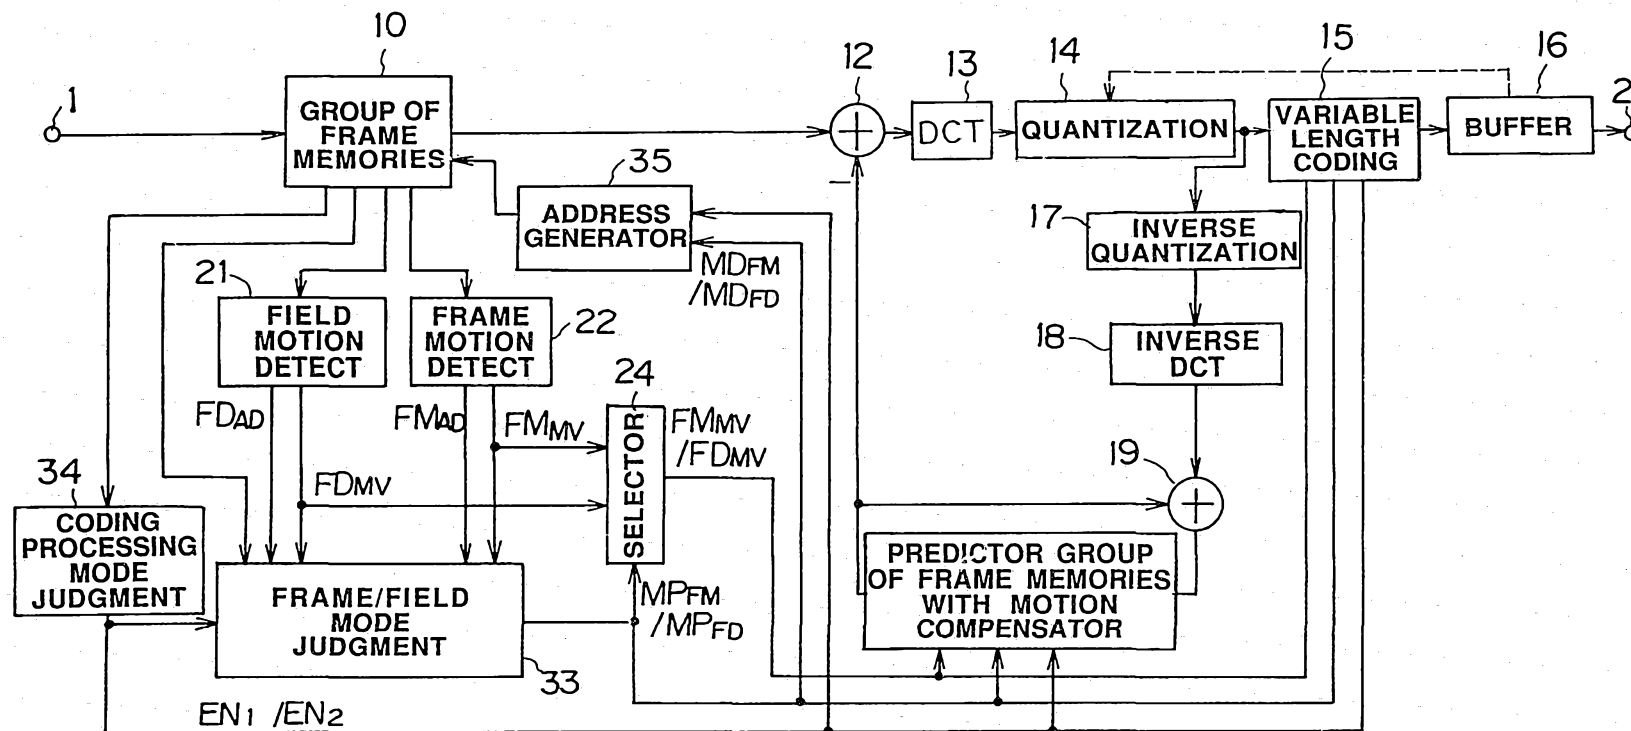 10
1
GROUP OF
FRAME
MEMORIES
12
13
DCT
14
QUANTIZATION
15
VARIABLE
LENGTH
CODING
16
BUFFER
2
35
ADDRESS
GENERATOR
MDFM
/MDFD
17
INVERSE
QUANTIZATION
18
INVERSE
DCT
21
FIELD
MOTION
DETECT
FRAME
MOTION
DETECT
22
24
SELECTOR
FDAD
FMAD
FMMV
FMMV
/FDMV
FDMV
19
34
CODING
PROCESSING
MODE
JUDGMENT
FRAME/FIELD
MODE
JUDGMENT
33
MPFM
/MPFD
PREDICTOR GROUP
OF FRAME MEMORIES
WITH MOTION
COMPENSATOR
EN1 /EN2